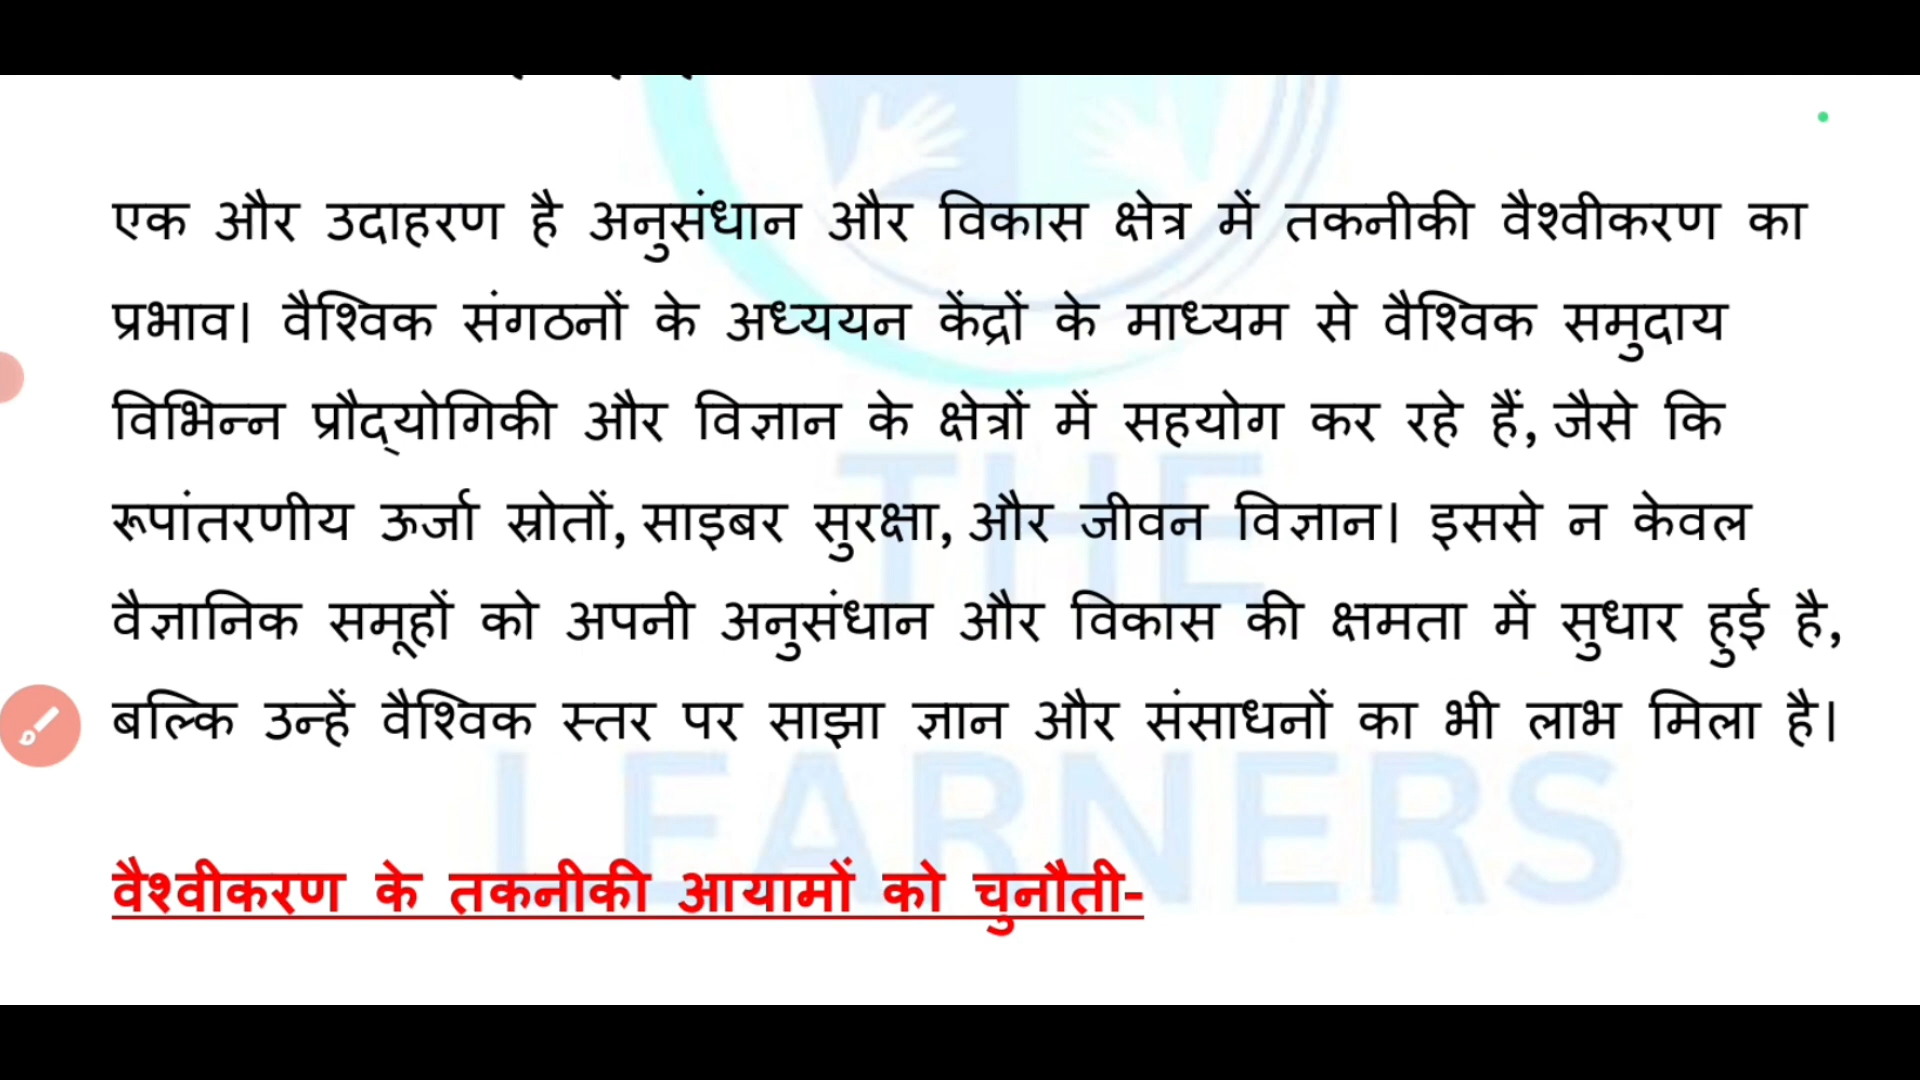 एक और उदाहरण है अनुसंधान और विकास क्षेत्र में तकनीकी वैश्वीकरण का
प्रभाव। वैश्विक संगठनों के अध्ययन केंद्रों के माध्यम से वैश्विक समुदाय
विभिन्न प्रौद्योगिकी और विज्ञान के क्षेत्रों में सहयोग कर रहे हैं, जैसे कि
रूपांतरणीय ऊर्जा स्रोतों, साइबर सुरक्षा, और जीवन विज्ञान। इससे न केवल
वैज्ञानिक समूहों को अपनी अनुसंधान और विकास की क्षमता में सुधार हुई है,
बल्कि उन्हें वैश्विक स्तर पर साझा ज्ञान और संसाधनों का भी लाभ मिला है।
वैश्वीकरण के तकनीकी आयामों को चुनौती-
THE
LEARNERS